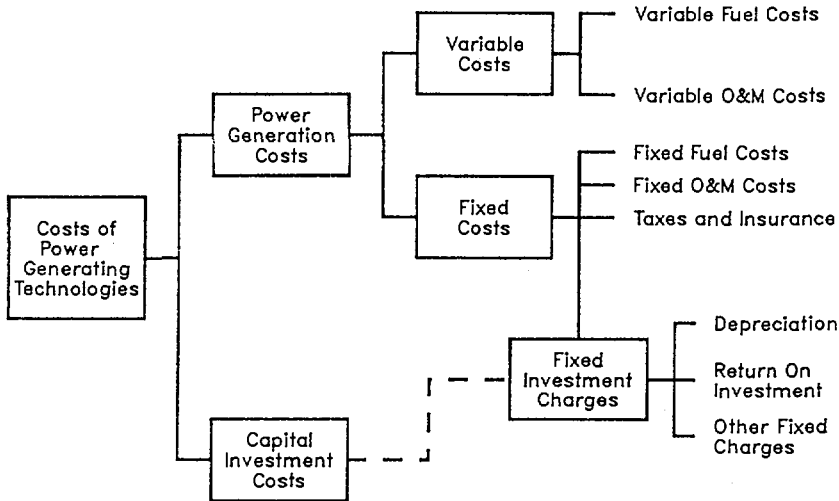 Costs of
Power
Generating
Technologies
Power
Generation
Costs
Capital
Investment
Costs
Variable
Costs
Fixed
Costs
Variable Fuel Costs
Variable O&M Costs
Fixed Fuel Costs
Fixed O&M Costs
Taxes and Insurance
Fixed
Investment
Charges
Depreciation
Return On
Investment
Other Fixed
Charges